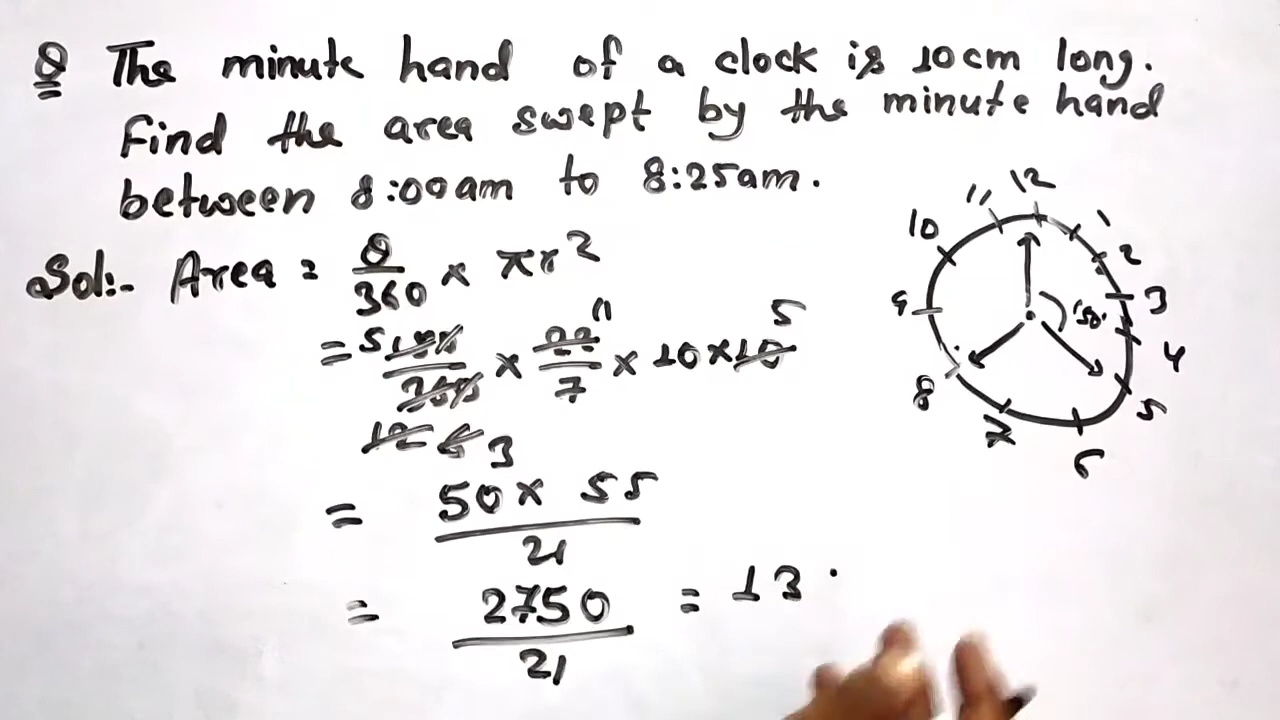 Q The minute hand of a clock is 10cm long.
Find the area swept by the minute hand
between 8:00am to 8:25am.
Sol:- Area = θ/360 × πr²
= 5 150/360 × 22/7 11 × 10 × 10 5
12 6 3
= 50 × 55 / 21
= 2750 / 21 = 13.
12
11
1
10
2
9
3
150°
4
8
5
7
6